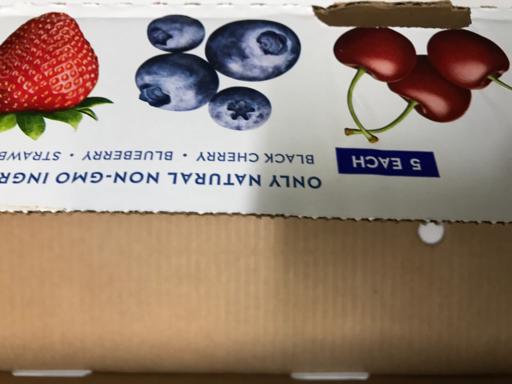 5 EACH
BLACK CHERRY • BLUEBERRY •
ONLY NATURAL NON-GMO